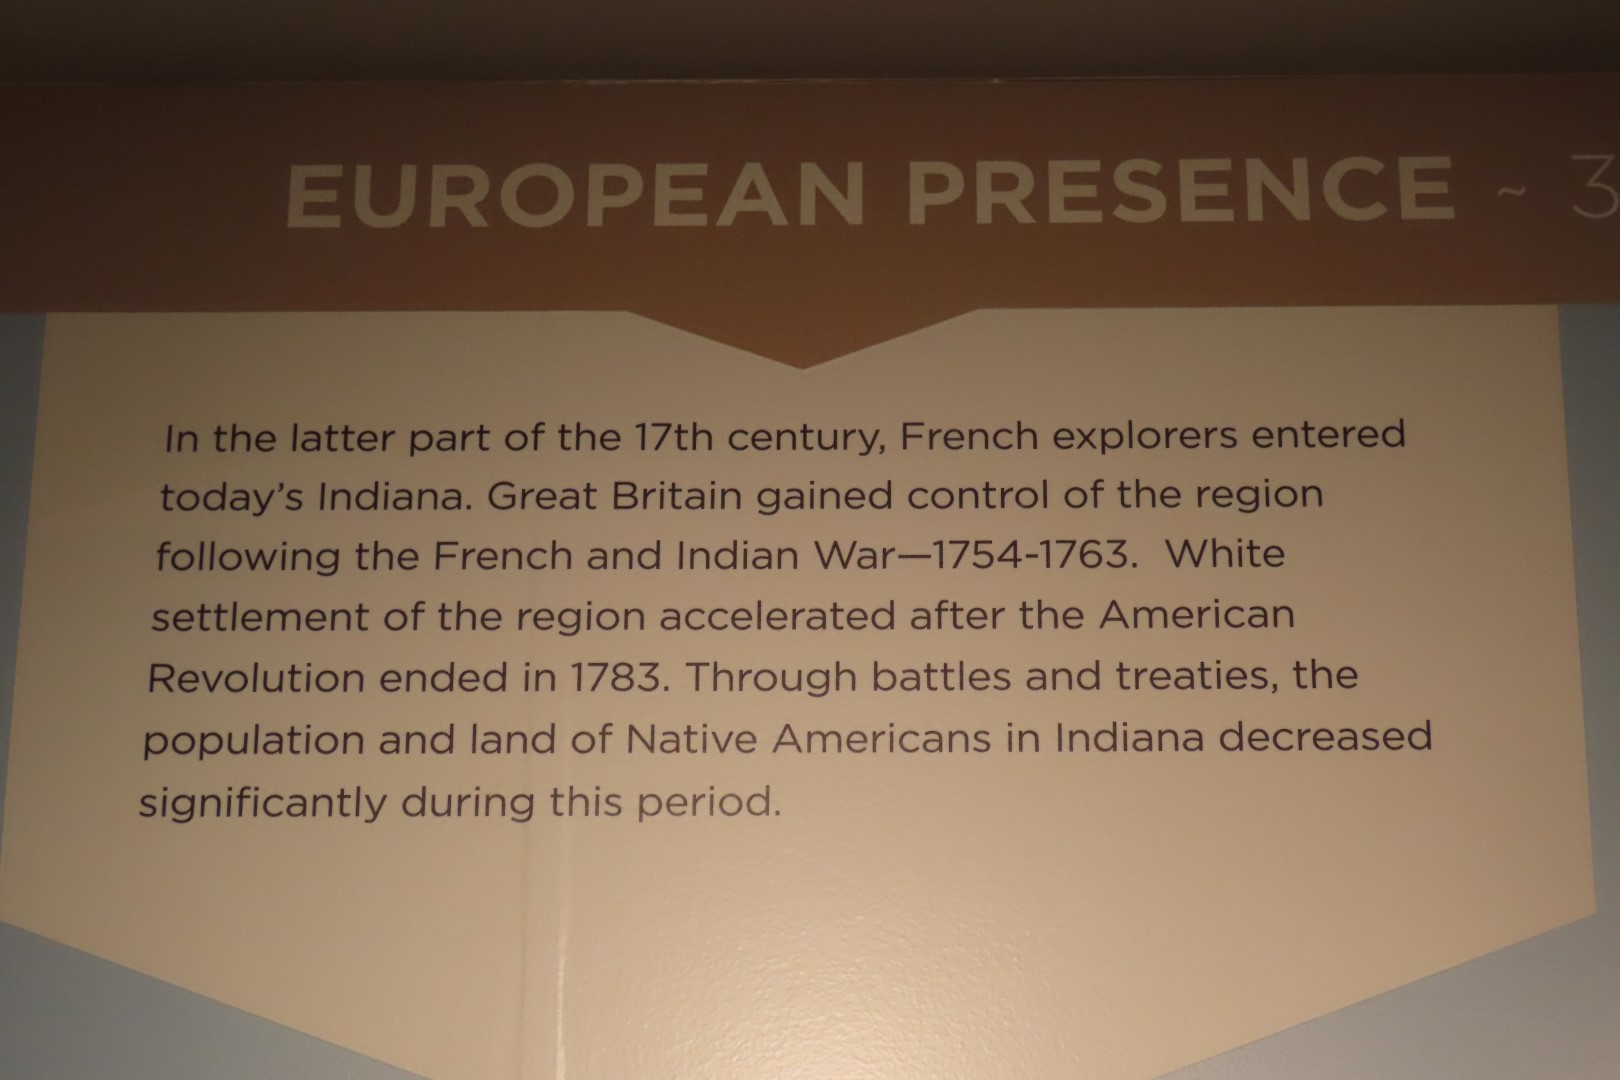 EUROPEAN PRESENCE ~ 3
In the latter part of the 17th century, French explorers entered
today's Indiana. Great Britain gained control of the region
following the French and Indian War—1754-1763.  White
settlement of the region accelerated after the American
Revolution ended in 1783. Through battles and treaties, the
population and land of Native Americans in Indiana decreased
significantly during this period.